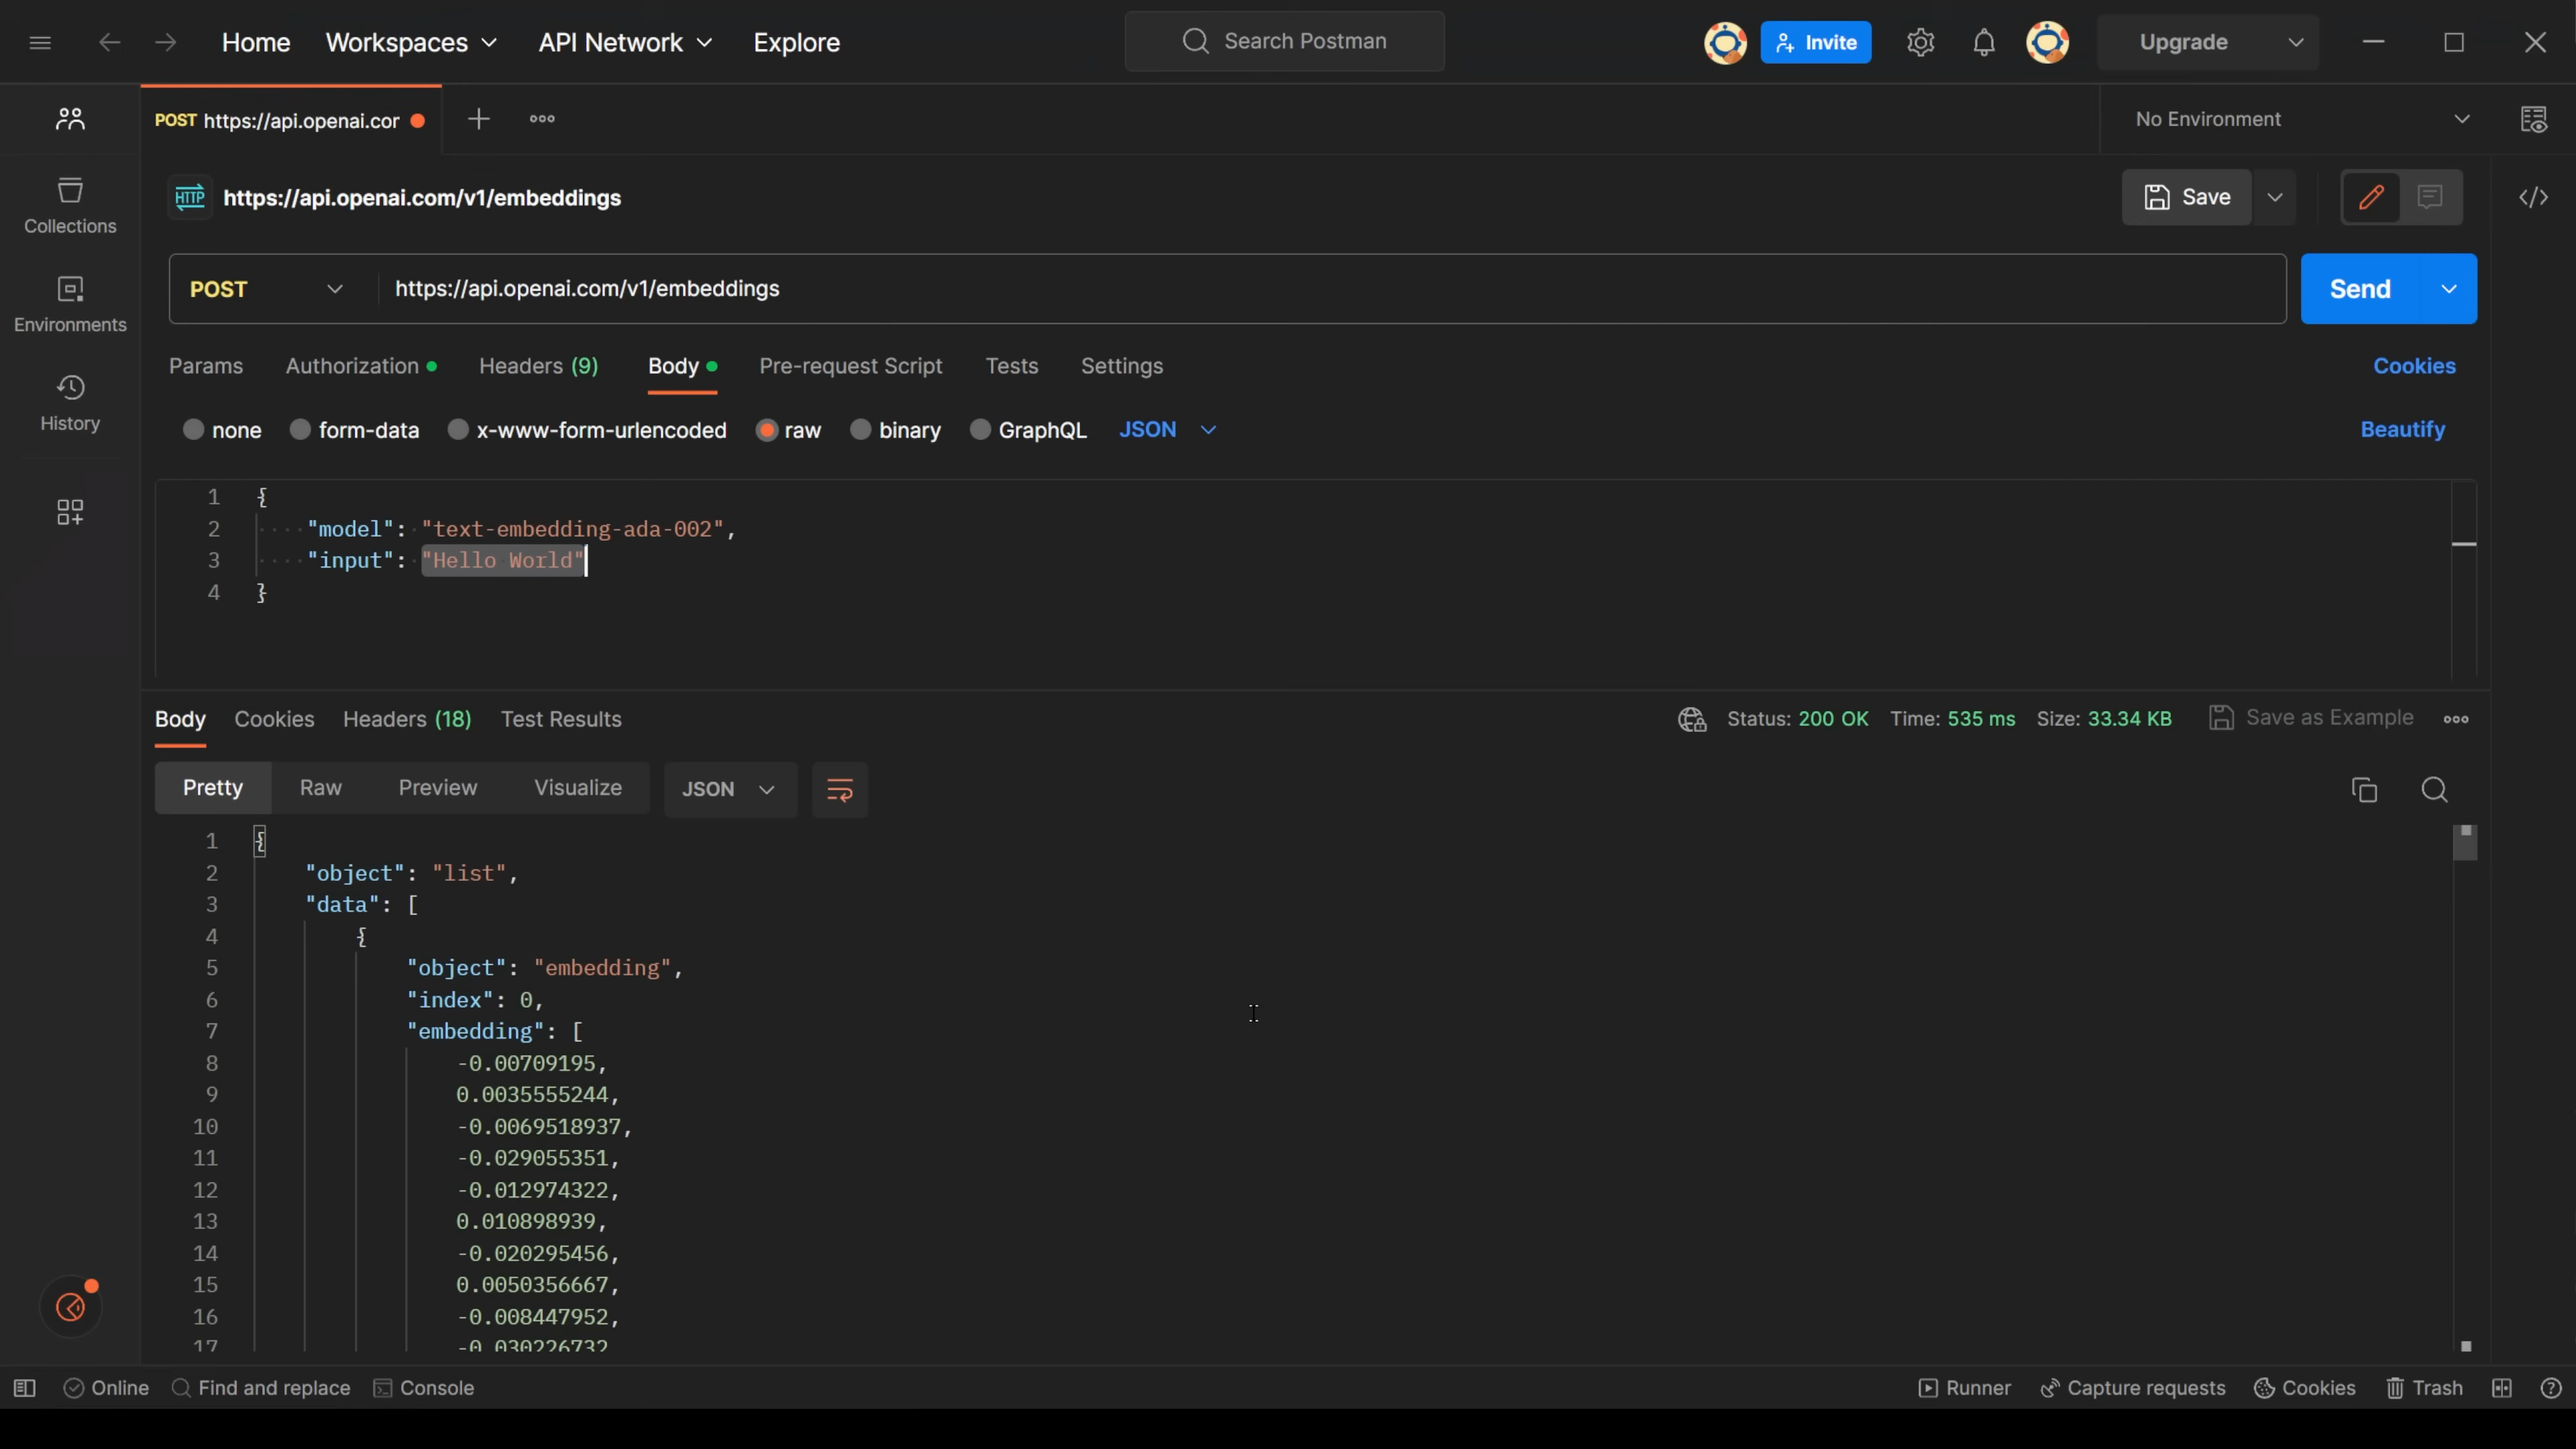 Home Workspaces API Network Explore Search Postman Invite Upgrade
POST https://api.openai.cor No Environment
Collections
Environments
History
HTTP https://api.openai.com/v1/embeddings Save
POST https://api.openai.com/v1/embeddings Send
Params Authorization Headers (9) Body Pre-request Script Tests Settings Cookies
none form-data x-www-form-urlencoded raw binary GraphQL JSON Beautify
1 {
2 "model": "text-embedding-ada-002",
3 "input": "Hello World"
4 }
Body Cookies Headers (18) Test Results Status: 200 OK Time: 535 ms Size: 33.34 KB Save as Example
Pretty Raw Preview Visualize JSON
1 {
2 "object": "list",
3 "data": [
4 {
5 "object": "embedding",
6 "index": 0,
7 "embedding": [
8 -0.00709195,
9 0.0035555244,
10 -0.0069518937,
11 -0.029055351,
12 -0.012974322,
13 0.010898939,
14 -0.020295456,
15 0.0050356667,
16 -0.008447952,
17 -0.030226732
Online Find and replace Console Runner Capture requests Cookies Trash